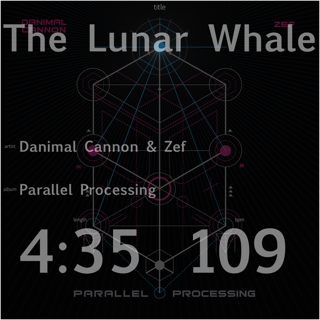 title
DANIMAL
CANNON
ZEF
The Lunar Whale
artist
Danimal Cannon & Zef
album
Parallel Processing
length
bpm
4:35
109
PARALLEL PROCESSING